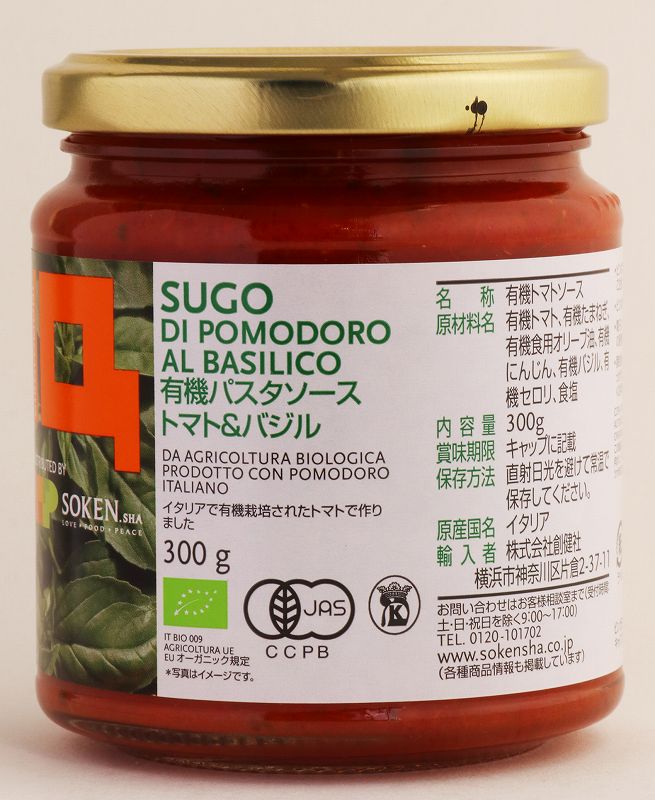 SUGO
DI POMODORO
AL BASILICO
有機パスタソース
トマト&バジル
DA AGRICOLTURA BIOLOGICA
PRODOTTO CON POMODORO
ITALIANO
イタリアで有機栽培されたトマトで作り
ました
300 g
BY
SOKEN.SHA
LOVE + FOOD + PEACE
JAS
CCPB
K
IT BIO 009
AGRICOLTURA UE
EU オーガニック規定
*写真はイメージです。
名称 有機トマトソース
原材料名 有機トマト、有機たまねぎ、
有機食用オリーブ油、有機
にんじん、有機バジル、有
機セロリ、食塩
内容量 300g
賞味期限 キャップに記載
保存方法 直射日光を避けて常温で
保存してください。
原産国名 イタリア
輸入者 株式会社創健社
横浜市神奈川区片倉2-37-11
お問い合わせはお客様相談室まで(受付時間
土・日・祝日を除く9:00~17:00)
TEL. 0120-101702
www.sokensha.co.jp
(各種商品情報も掲載しています)